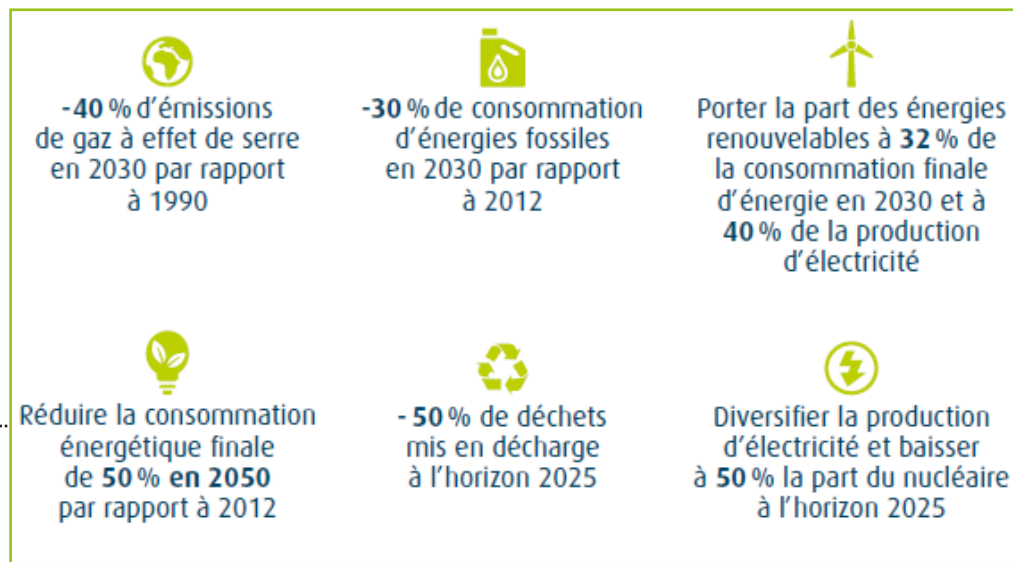 -40 % d'émissions
de gaz à effet de serre
en 2030 par rapport
à 1990
-30 % de consommation
d'énergies fossiles
en 2030 par rapport
à 2012
Porter la part des énergies
renouvelables à 32 % de
la consommation finale
d'énergie en 2030 et à
40 % de la production
d'électricité
Réduire la consommation
énergétique finale
de 50 % en 2050
par rapport à 2012
- 50 % de déchets
mis en décharge
à l'horizon 2025
Diversifier la production
d'électricité et baisser
à 50 % la part du nucléaire
à l'horizon 2025